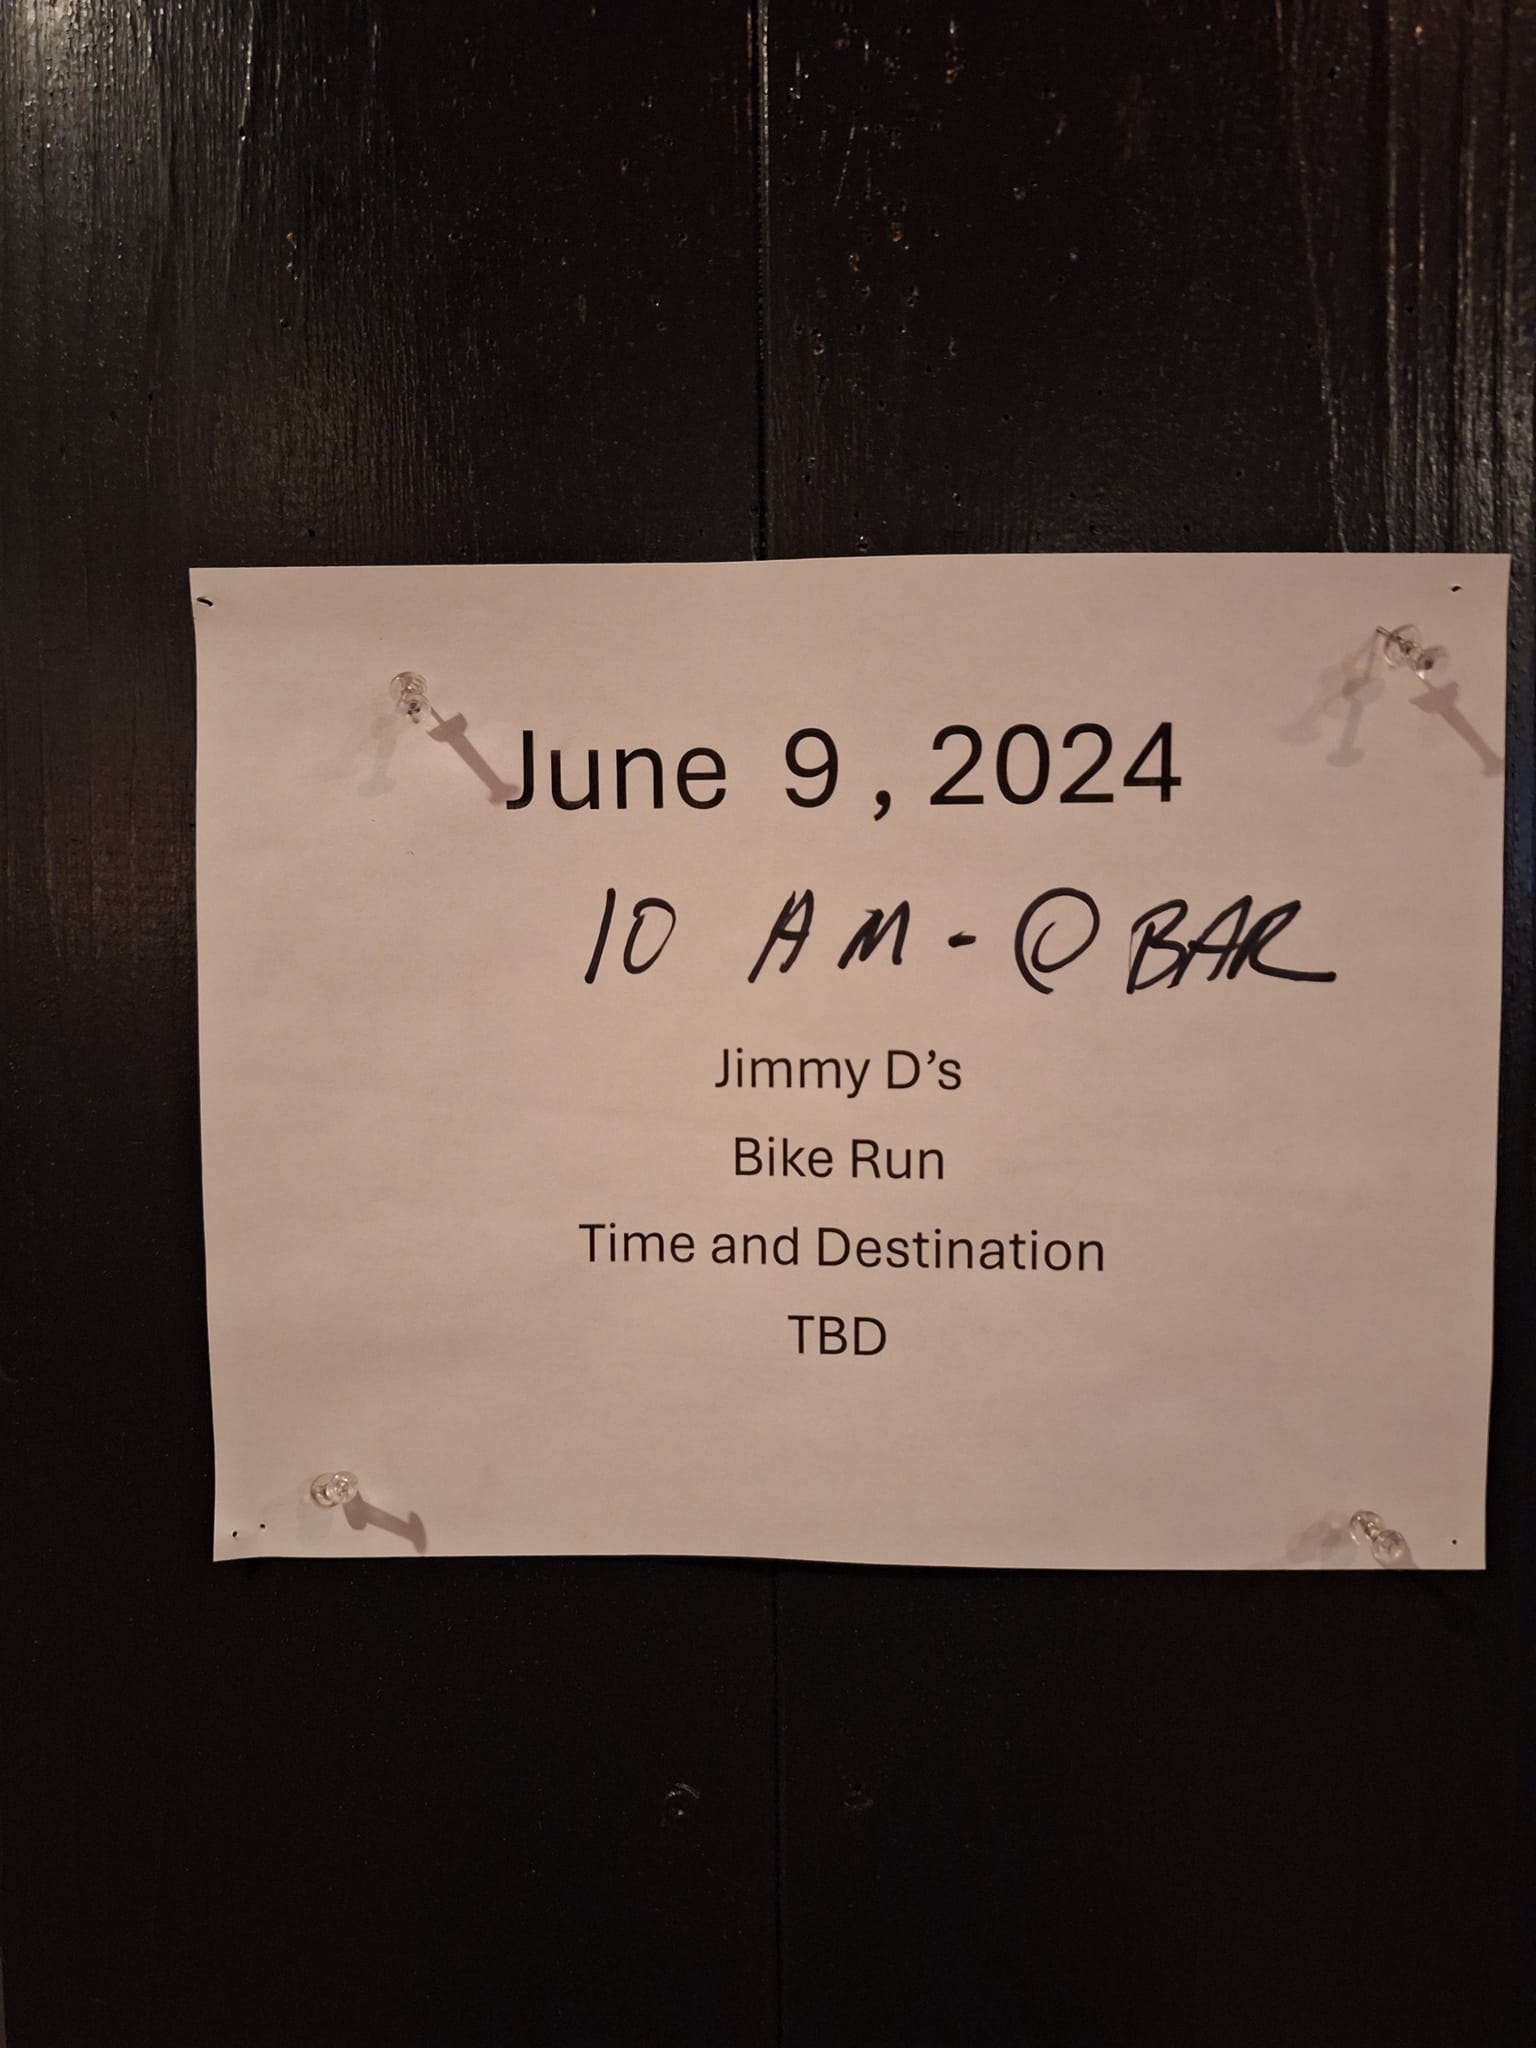 June 9, 2024
10 AM - @ BAR
Jimmy D’s
Bike Run
Time and Destination
TBD